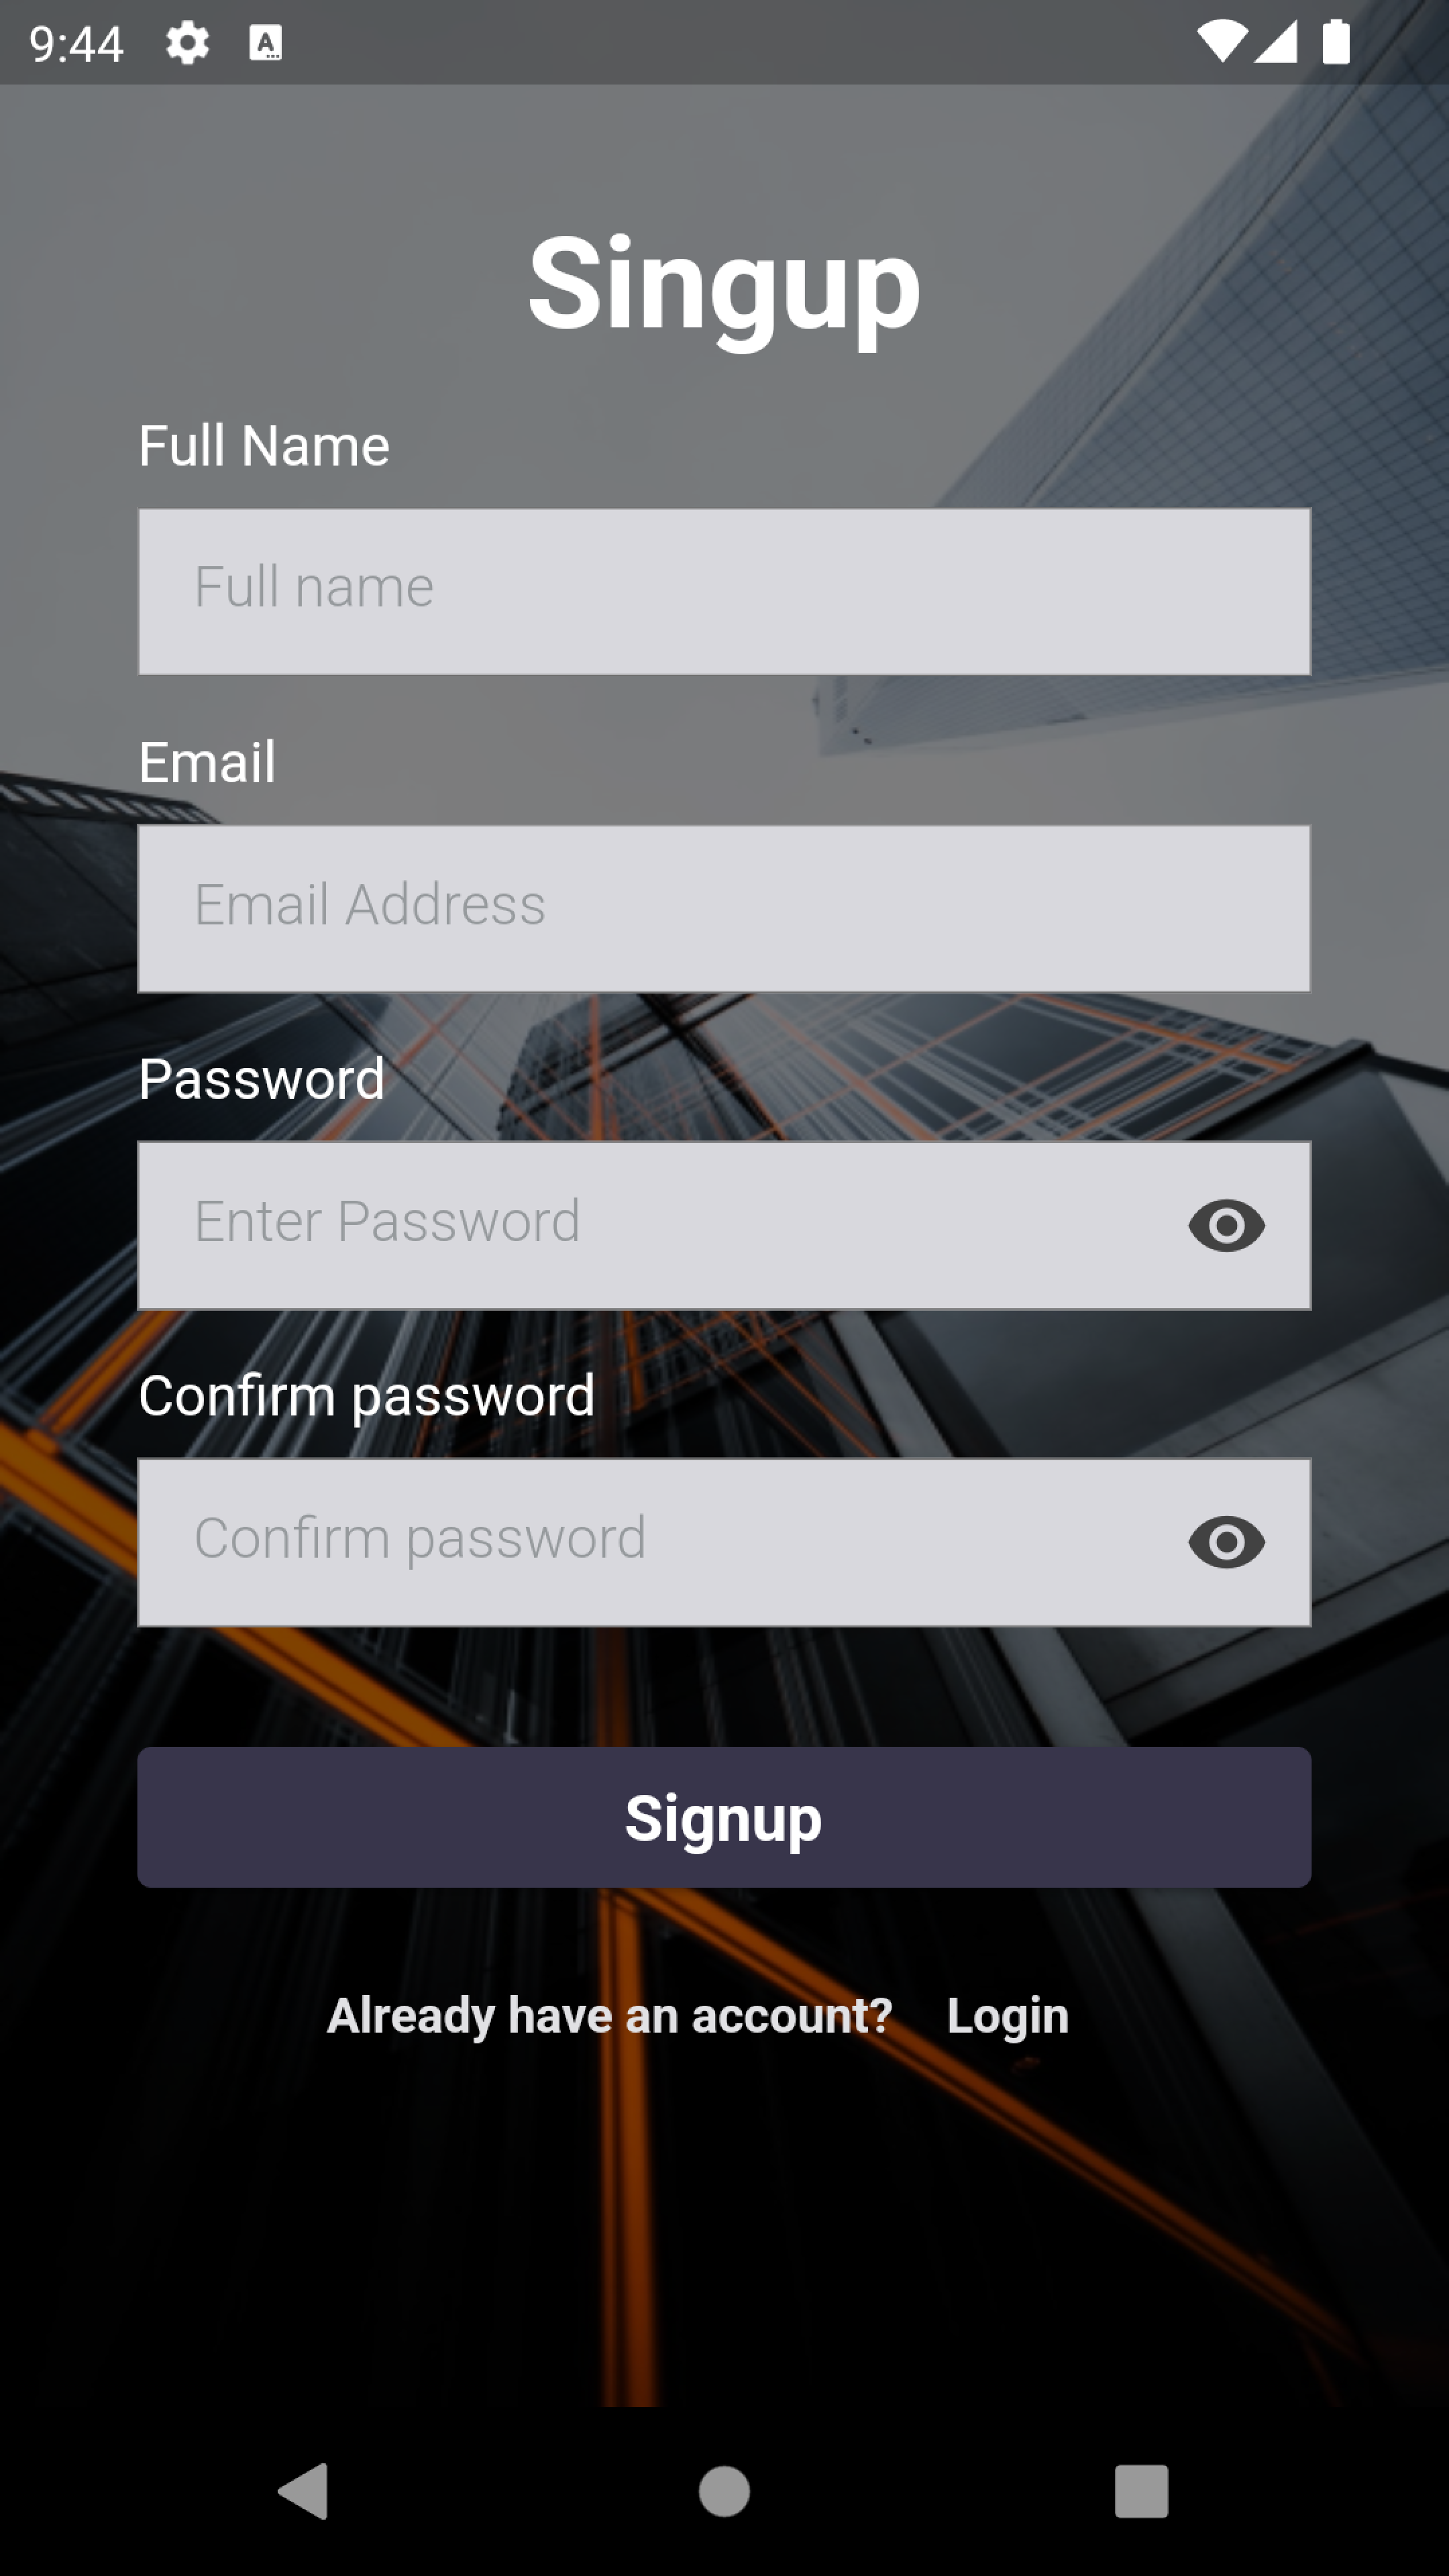 9:44
Singup
Full Name
Full name
Email
Email Address
Password
Enter Password
Confirm password
Confirm password
Signup
Already have an account? Login